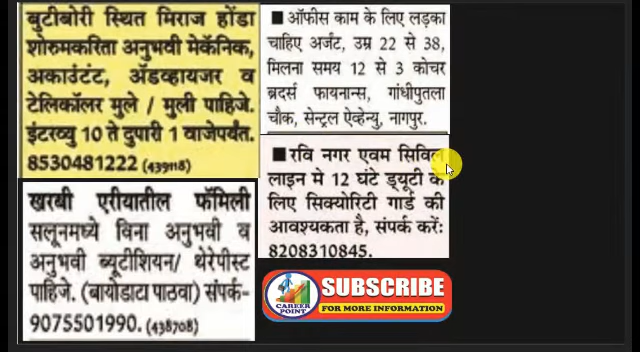 बुटीबोरी स्थित मिराज होंडा
शोरुमकरिता अनुभवी मेकॅनिक,
अकाउंटंट, ॲडव्हायजर व
टेलिकॉलर मुले / मुली पाहिजे.
इंटरव्यु 10 ते दुपारी 1 वाजेपर्यंत.
8530481222 (439118)
खरबी एरीयातील फॅमिली
सलूनमध्ये बिना अनुभवी व
अनुभवी ब्यूटीशियन/ थेरेपीस्ट
पाहिजे. (बायोडाटा पाठवा) संपर्क-
9075501990. (438708)
■ ऑफीस काम के लिए लड़का
चाहिए अर्जंट, उम्र 22 से 38,
मिलना समय 12 से 3 कोचर
ब्रदर्स फायनान्स, गांधीपुतला
चौक, सेन्ट्रल ऐव्हेन्यु, नागपुर.
■ रवि नगर एवम सिविल
लाइन मे 12 घंटे ड्यूटी के
लिए सिक्योरिटी गार्ड की
आवश्यकता है, संपर्क करें:
8208310845.
CAREER
POINT
SUBSCRIBE
FOR MORE INFORMATION